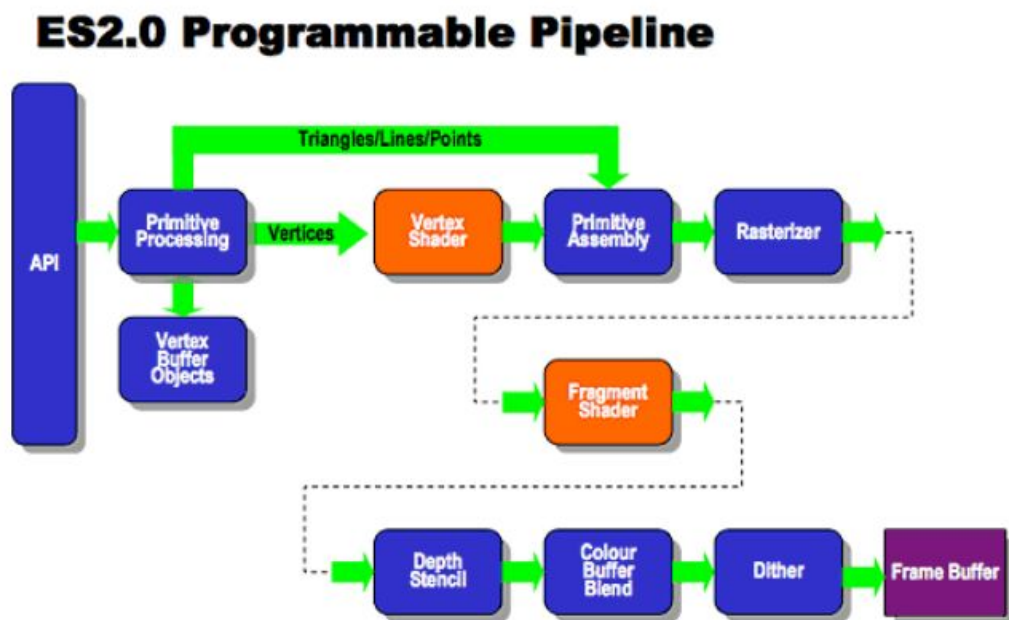 ES2.0 Programmable Pipeline
Triangles/Lines/Points
API
Primitive
Processing
Vertices
Vertex
Shader
Primitive
Assembly
Rasterizer
Vertex
Buffer
Objects
Fragment
Shader
Depth
Stencil
Colour
Buffer
Blend
Dither
Frame Buffer